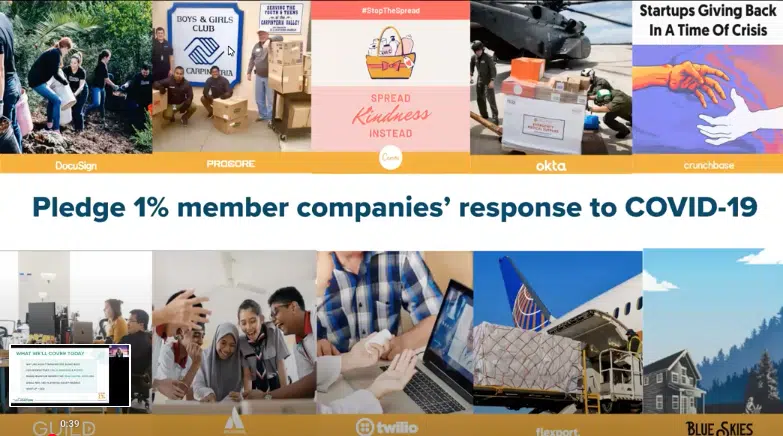 BOYS & GIRLS
CLUB
CARPINTERIA
SERVING THE
YOUTH & TEENS
of the
CARPINTERIA VALLEY
#StopTheSpread
SPREAD
Kindness
INSTEAD
Startups Giving Back
In A Time Of Crisis
DocuSign
PROCORE
Canva
okta
crunchbase
Pledge 1% member companies' response to COVID-19
WHAT WE'LL COVER TODAY
0:39
GUILD
twilio
flexport.
BLUE SKIES